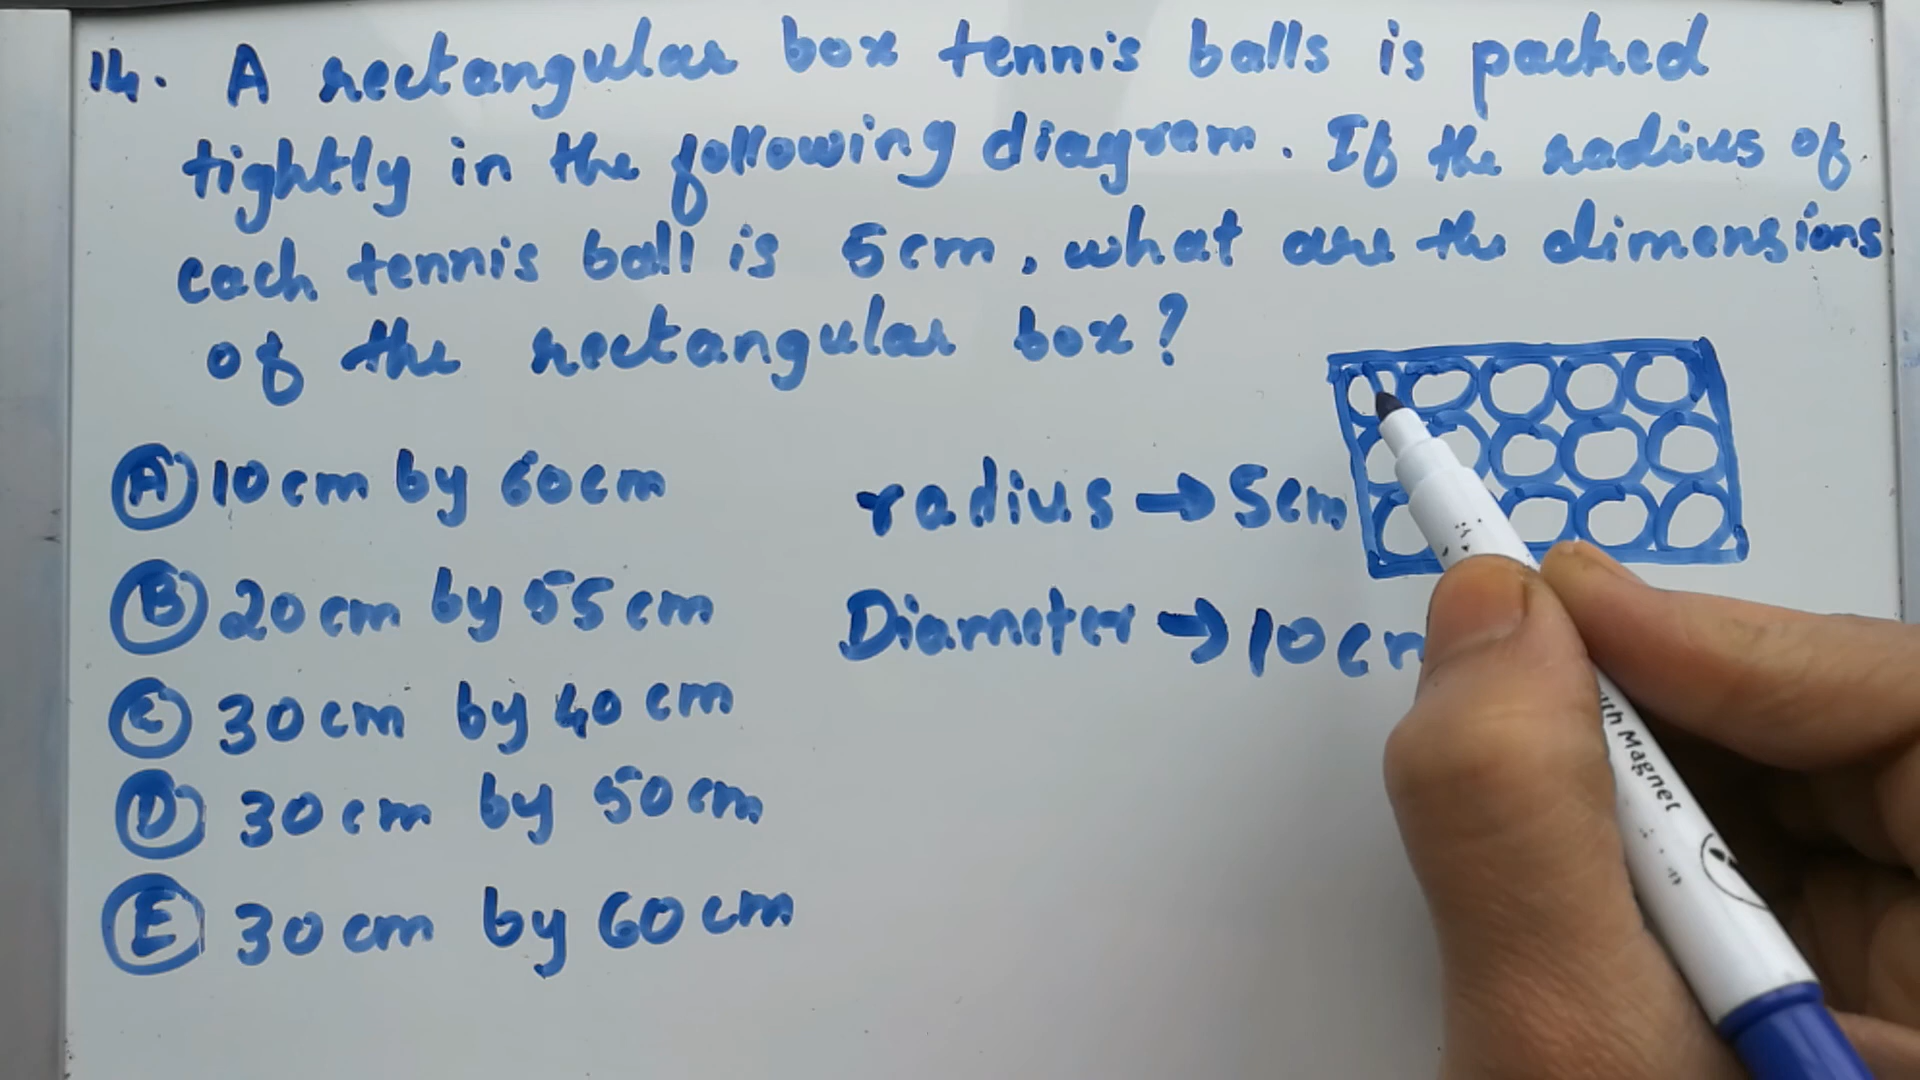 14. A rectangular box tennis balls is packed
tightly in the following diagram. If the radius of
each tennis ball is 5cm, what are the dimensions
of the rectangular box?
A 10cm by 60cm
B 20cm by 55cm
C 30cm by 40cm
D 30cm by 50cm
E 30cm by 60cm
radius → 5cm
Diameter → 10cm
with Magnet